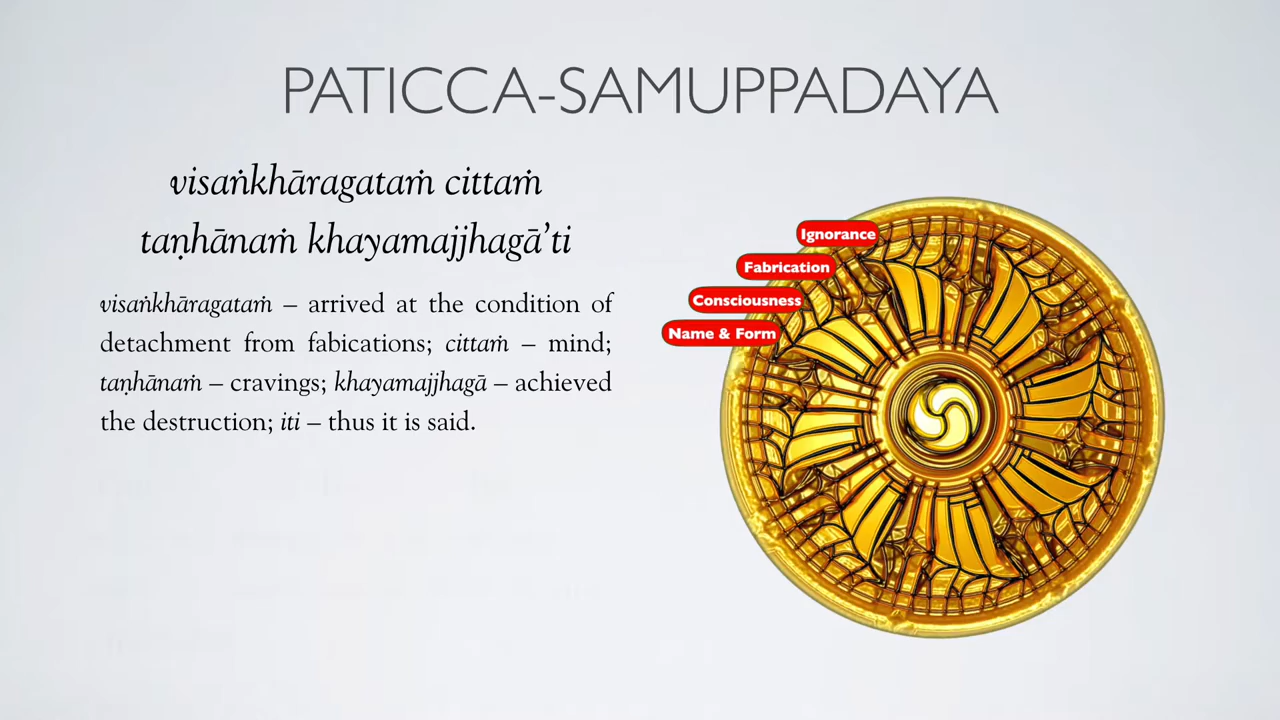 PATICCA-SAMUPPADAYA
visaṅkhāragataṁ cittaṁ
taṇhānaṁ khayamajjhagā’ti
visaṅkhāragataṁ – arrived at the condition of
detachment from fabications; cittaṁ – mind;
taṇhānaṁ – cravings; khayamajjhagā – achieved
the destruction; iti – thus it is said.
Ignorance
Fabrication
Consciousness
Name & Form